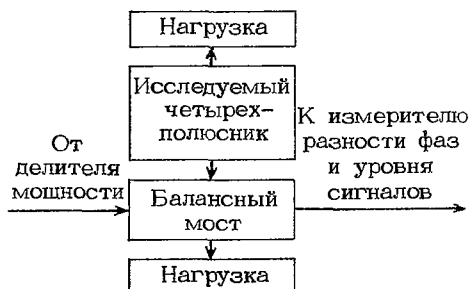 Нагрузка
Исследуемый
четырех-
полюсник
К измерителю
разности фаз
и уровня
сигналов
От
делителя
мощности
Балансный
мост
Нагрузка